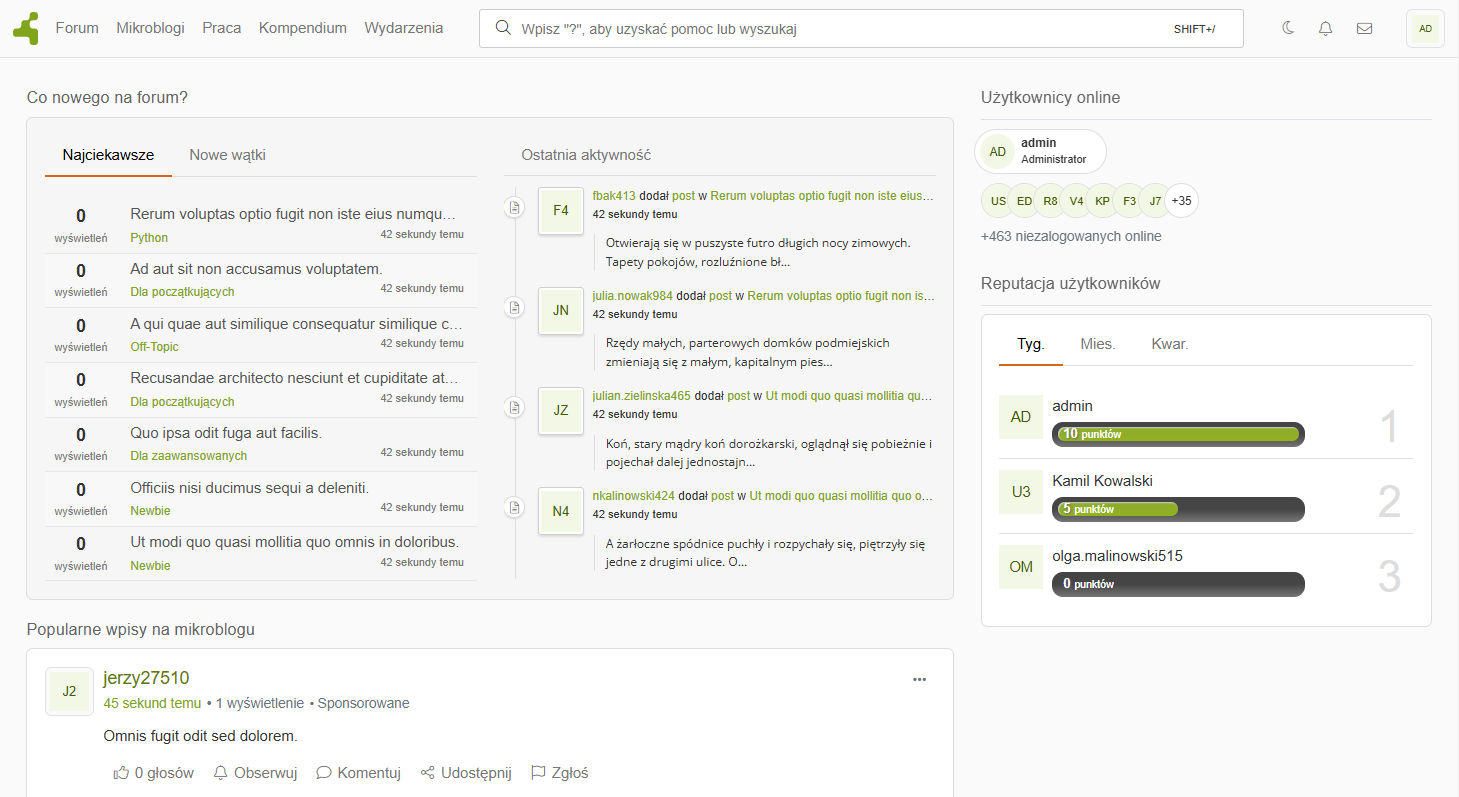 Forum Mikroblogi Praca Kompendium Wydarzenia
Wpisz "?", aby uzyskać pomoc lub wyszukaj SHIFT+/
AD
Co nowego na forum?
Najciekawsze Nowe wątki
0 wyświetleń
Rerum voluptas optio fugit non iste eius numqu…
Python 42 sekundy temu
0 wyświetleń
Ad aut sit non accusamus voluptatem.
Dla początkujących 42 sekundy temu
0 wyświetleń
A qui quae aut similique consequatur similique c…
Off-Topic 42 sekundy temu
0 wyświetleń
Recusandae architecto nesciunt et cupiditate at…
Dla początkujących 42 sekundy temu
0 wyświetleń
Quo ipsa odit fuga aut facilis.
Dla zaawansowanych 42 sekundy temu
0 wyświetleń
Officiis nisi ducimus sequi a deleniti.
Newbie 42 sekundy temu
0 wyświetleń
Ut modi quo quasi mollitia quo omnis in doloribus.
Newbie 42 sekundy temu
Ostatnia aktywność
F4
fbak413 dodał post w Rerum voluptas optio fugit non iste eius…
42 sekundy temu
Otwierają się w puszyste futro długich nocy zimowych.
Tapety pokojów, rozluźnione bł...
JN
julia.nowak984 dodał post w Rerum voluptas optio fugit non is…
42 sekundy temu
Rzędy małych, parterowych domków podmiejskich
zmieniają się z małym, kapitalnym pies...
JZ
julian.zielinska465 dodał post w Ut modi quo quasi mollitia qu…
42 sekundy temu
Koń, stary mądry koń dorożkarski, oglądnął się pobieżnie i
pojechał dalej jednostajn...
N4
nkalinowski424 dodał post w Ut modi quo quasi mollitia quo o…
42 sekundy temu
A żarłoczne spódnice puchły i rozpychały się, piętrzyły się
jedne z drugimi ulice. O...
Popularne wpisy na mikroblogu
J2
jerzy27510
45 sekund temu • 1 wyświetlenie • Sponsorowane
Omnis fugit odit sed dolorem.
0 głosów Obserwuj Komentuj Udostępnij Zgłoś
Użytkownicy online
AD
admin
Administrator
US ED R8 V4 KP F3 J7 +35
+463 niezalogowanych online
Reputacja użytkowników
Tyg. Mies. Kwar.
AD
admin
10 punktów
1
U3
Kamil Kowalski
5 punktów
2
OM
olga.malinowski515
0 punktów
3